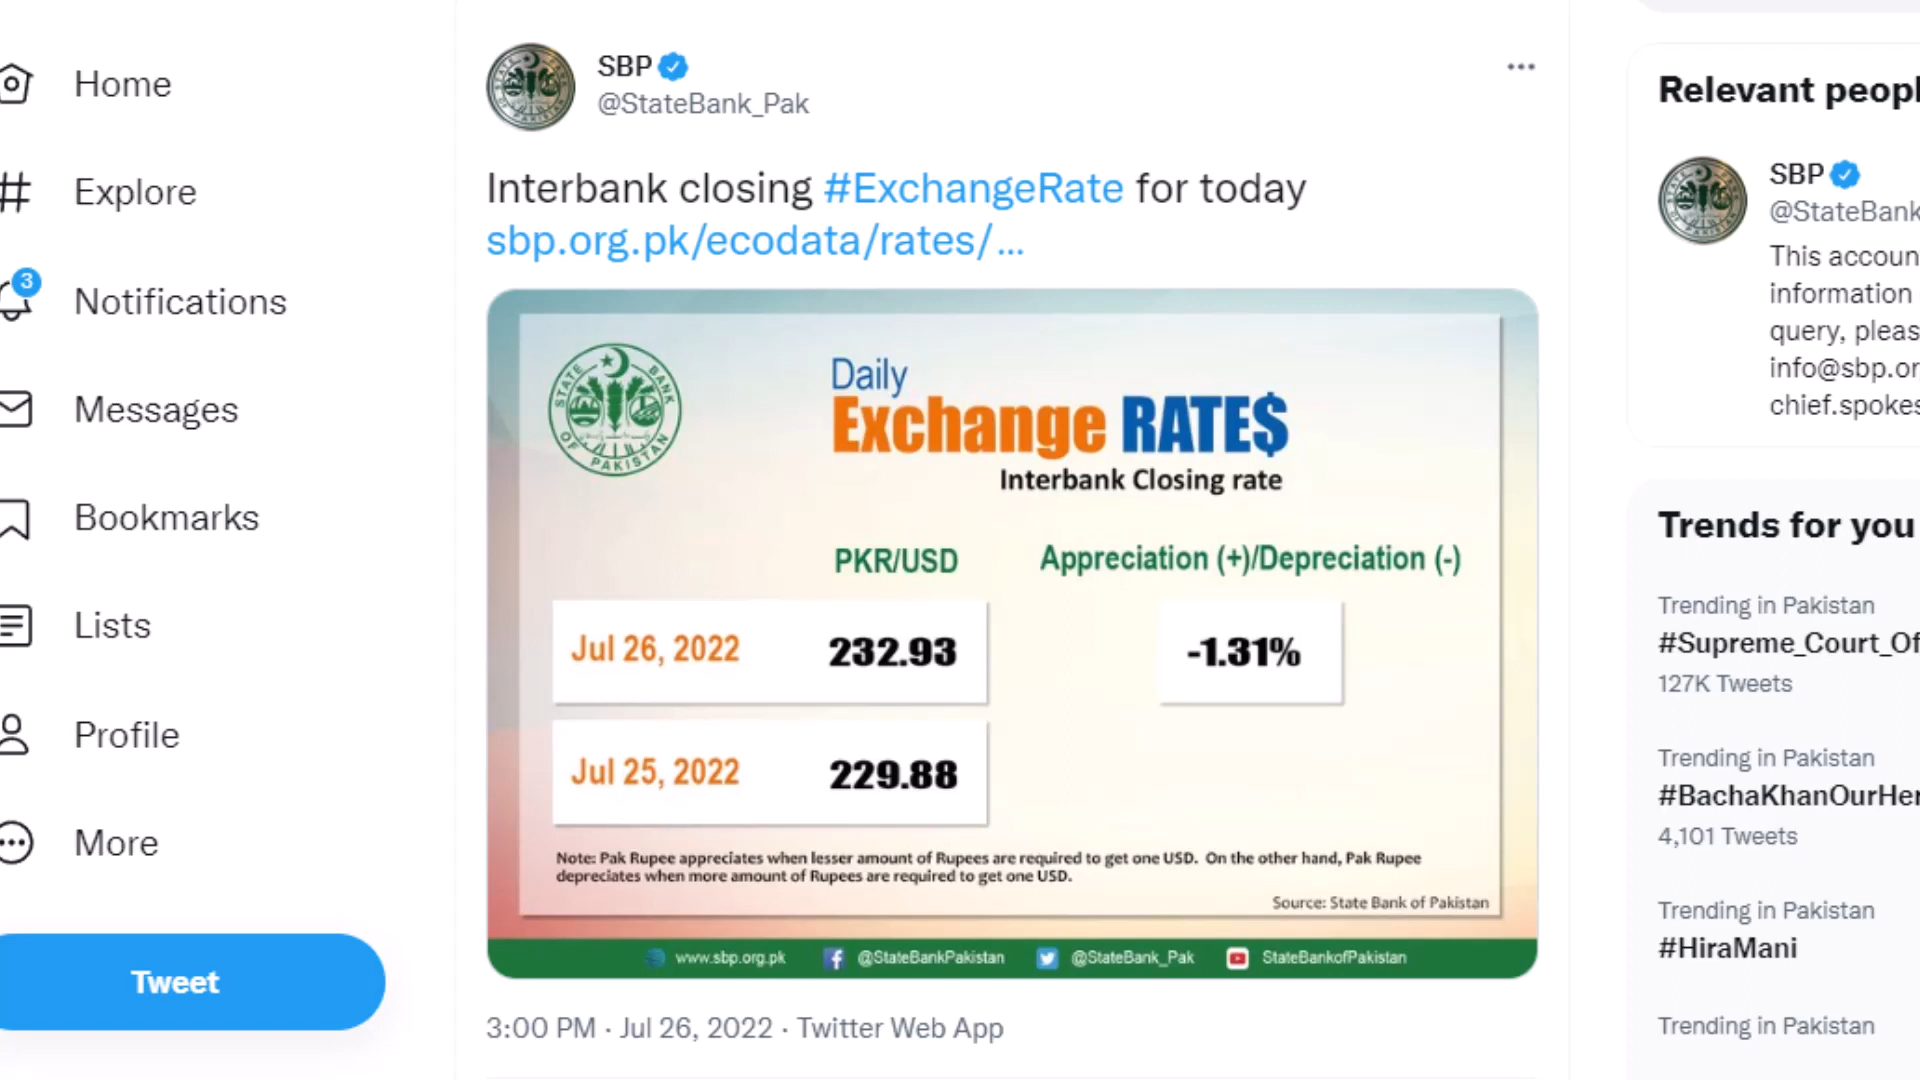 Home
Explore
3
Notifications
Messages
Bookmarks
Lists
Profile
More
Tweet
SBP
@StateBank_Pak
Interbank closing #ExchangeRate for today
sbp.org.pk/ecodata/rates/...
STATE BANK OF PAKISTAN
Daily
Exchange RATE$
Interbank Closing rate
PKR/USD Appreciation (+)/Depreciation (-)
Jul 26, 2022 232.93 -1.31%
Jul 25, 2022 229.88
Note: Pak Rupee appreciates when lesser amount of Rupees are required to get one USD. On the other hand, Pak Rupee
depreciates when more amount of Rupees are required to get one USD.
Source: State Bank of Pakistan
www.sbp.org.pk @StateBankPakistan @StateBank_Pak StateBankofPakistan
3:00 PM · Jul 26, 2022 · Twitter Web App
Relevant peopl
SBP
@StateBank
This accoun
information
query, pleas
info@sbp.or
chief.spokes
Trends for you
Trending in Pakistan
#Supreme_Court_Of
127K Tweets
Trending in Pakistan
#BachaKhanOurHer
4,101 Tweets
Trending in Pakistan
#HiraMani
Trending in Pakistan